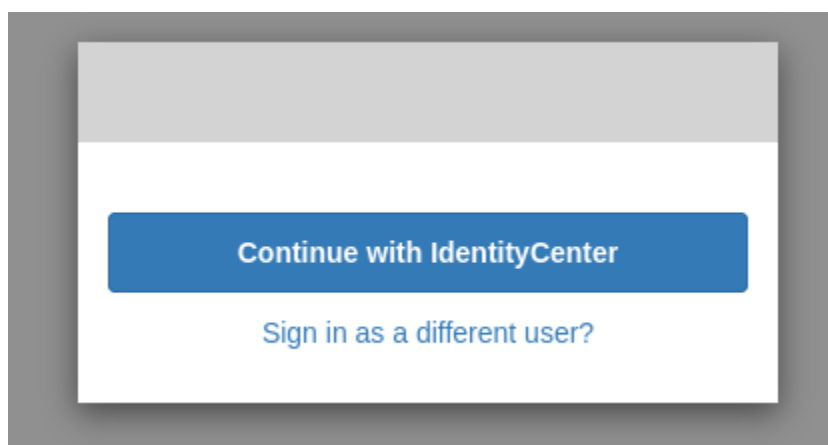 Continue with IdentityCenter
Sign in as a different user?